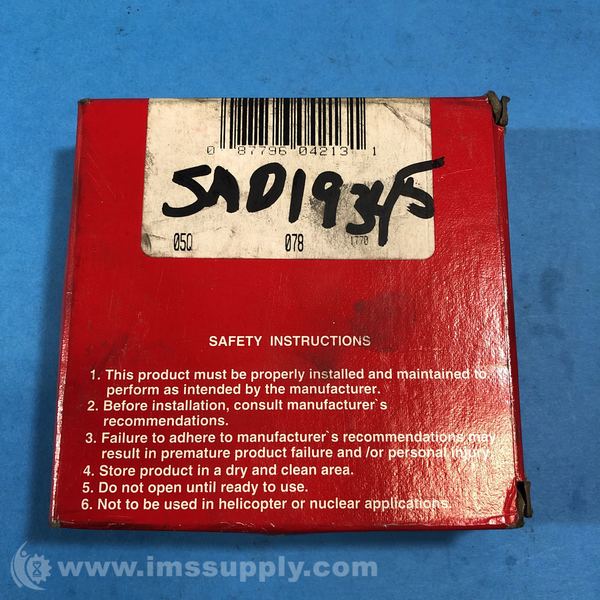 0 87796 04213 1
SAD19345
05Q 078 1770
SAFETY INSTRUCTIONS
1. This product must be properly installed and maintained to
perform as intended by the manufacturer.
2. Before installation, consult manufacturer`s
recommendations.
3. Failure to adhere to manufacturer`s recommendations may
result in premature product failure and /or personal injury.
4. Store product in a dry and clean area.
5. Do not open until ready to use.
6. Not to be used in helicopter or nuclear applications.
www.imssupply.com